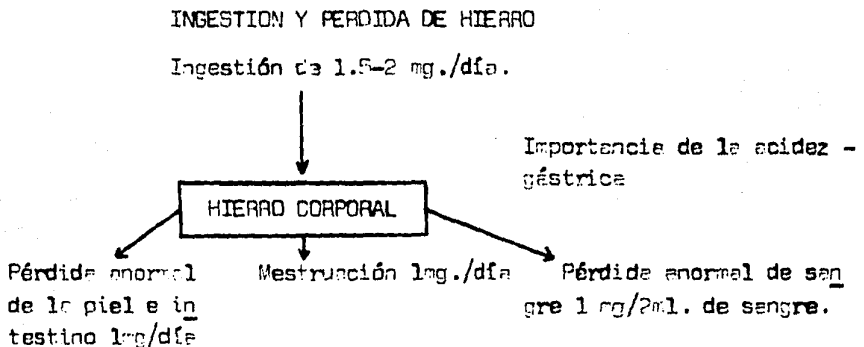 INGESTION Y PERDIDA DE HIERRO
Ingestión de 1.5-2 mg./día.
Importancia de la acidez -
gástrica
HIERRO CORPORAL
Pérdida anormal
de la piel e in
testino 1mg/día
Mestruación 1mg./día
Pérdida anormal de san
gre 1 mg/2ml. de sangre.